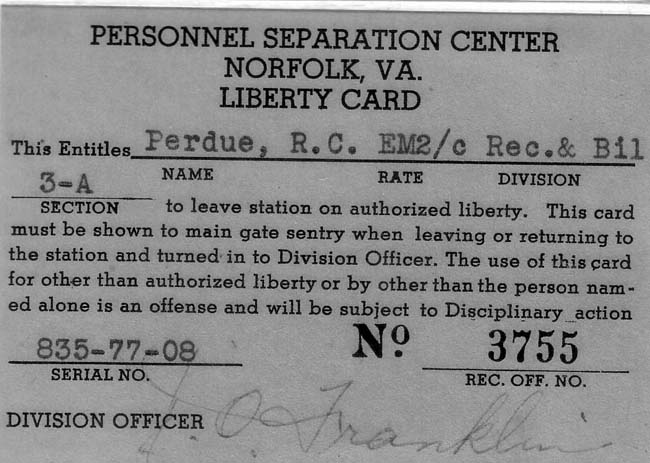 PERSONNEL SEPARATION CENTER
NORFOLK, VA.
LIBERTY CARD
This Entitles Perdue, R.C. EM2/c Rec.& Bil
3-A NAME RATE DIVISION
SECTION to leave station on authorized liberty. This card
must be shown to main gate sentry when leaving or returning to
the station and turned in to Division Officer. The use of this card
for other than authorized liberty or by other than the person nam-
ed alone is an offense and will be subject to Disciplinary action
835-77-08 No 3755
SERIAL NO. REC. OFF. NO.
DIVISION OFFICER J. O. Franklin